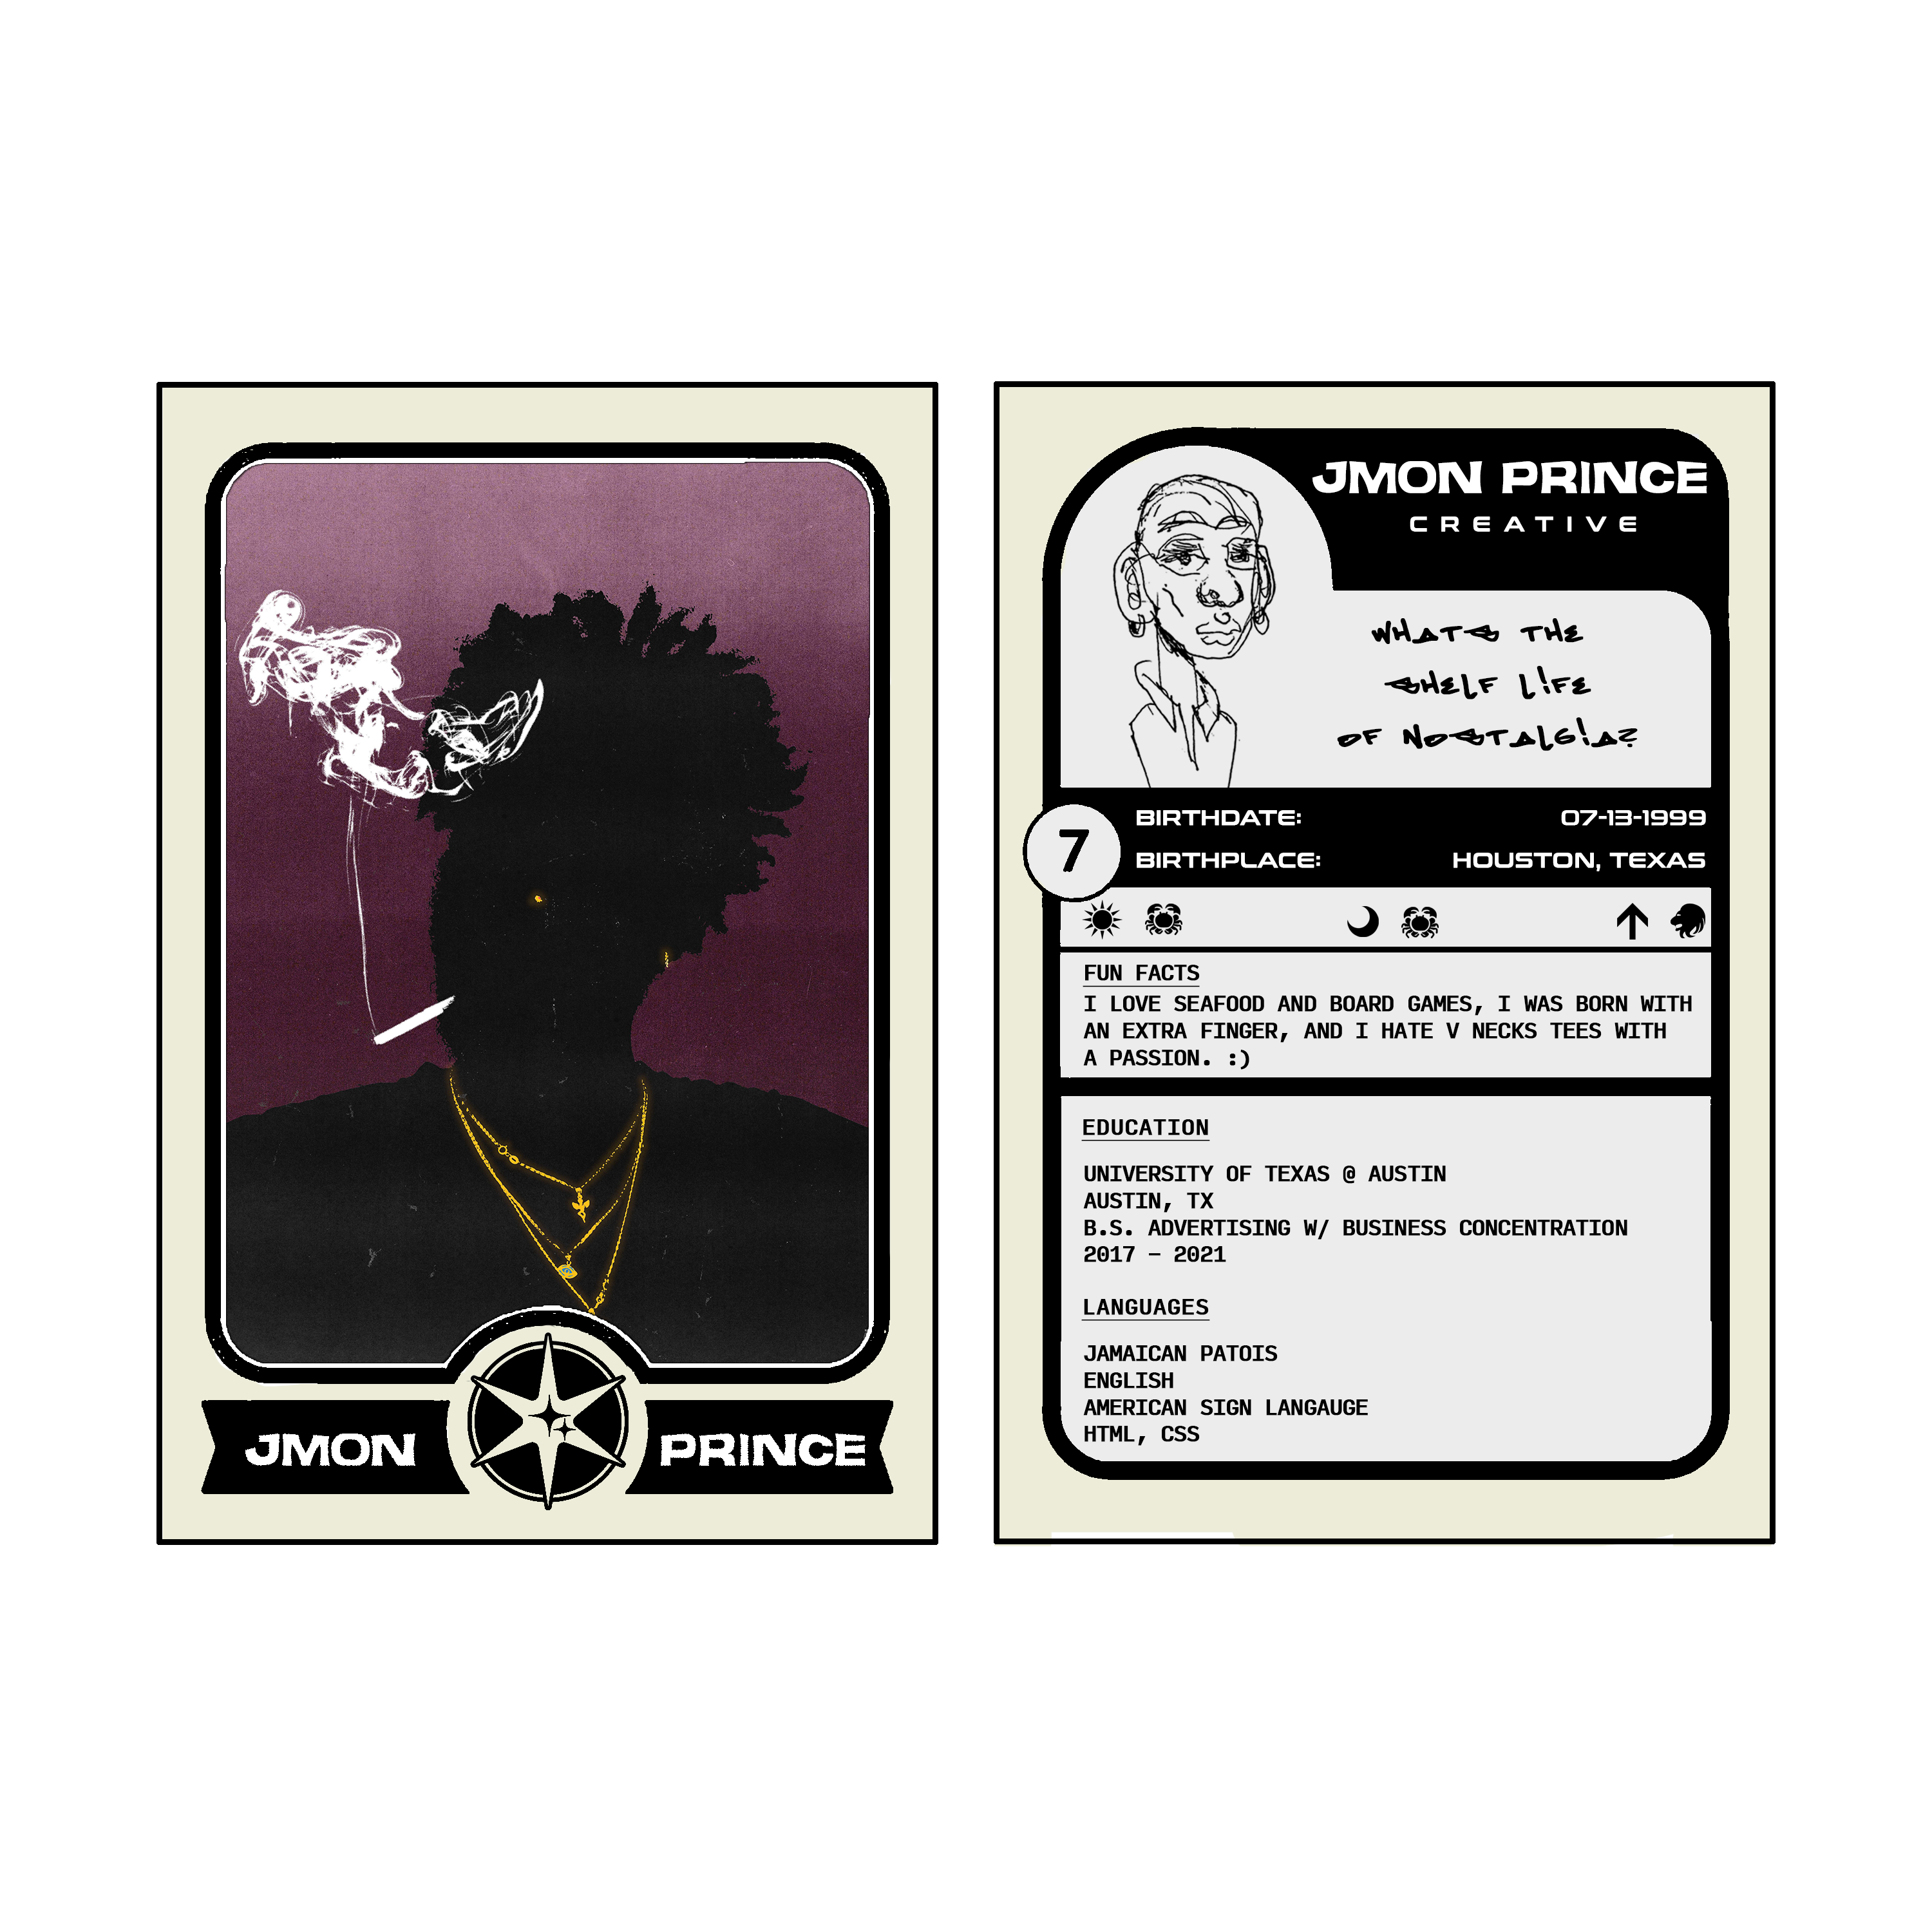 JMON PRINCE
JMON PRINCE
CREATIVE
WHATS THE
SHELF L!FE
OF NOSTALG!A?
7
BIRTHDATE: 07-13-1999
BIRTHPLACE: HOUSTON, TEXAS
FUN FACTS
I LOVE SEAFOOD AND BOARD GAMES, I WAS BORN WITH
AN EXTRA FINGER, AND I HATE V NECKS TEES WITH
A PASSION. :)
EDUCATION
UNIVERSITY OF TEXAS @ AUSTIN
AUSTIN, TX
B.S. ADVERTISING W/ BUSINESS CONCENTRATION
2017 – 2021
LANGUAGES
JAMAICAN PATOIS
ENGLISH
AMERICAN SIGN LANGAUGE
HTML, CSS